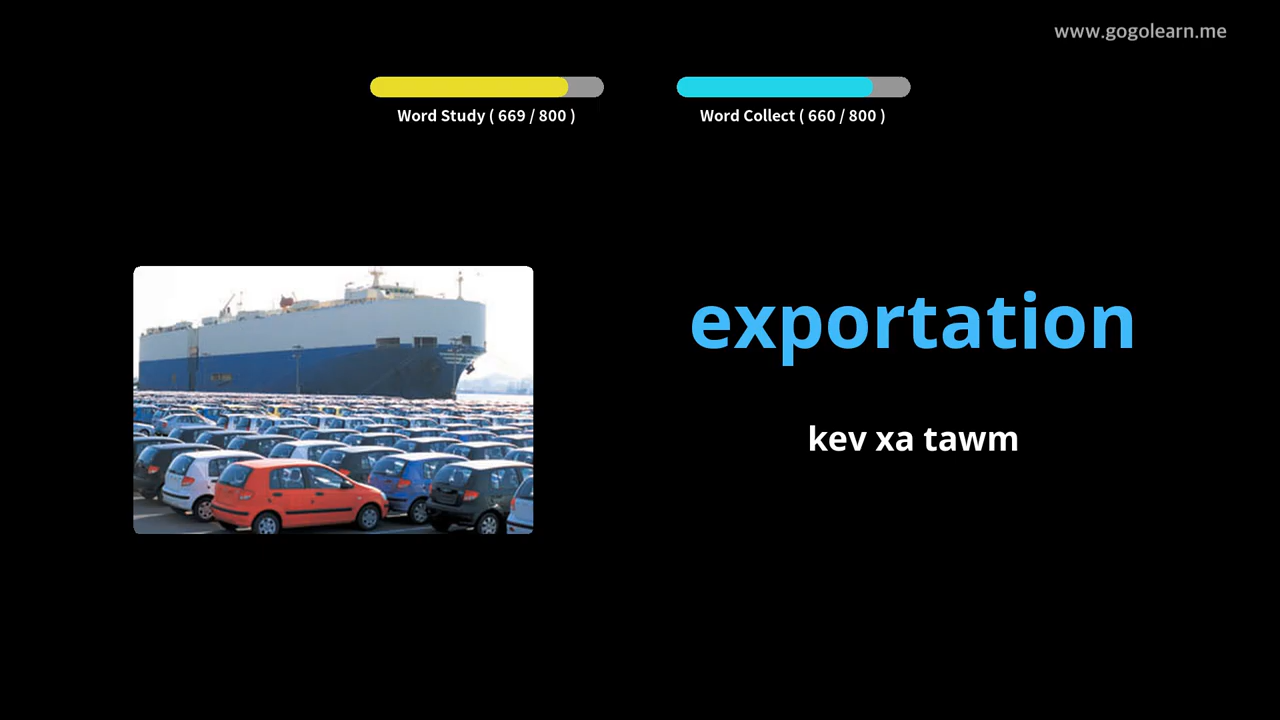 www.gogolearn.me
Word Study ( 669 / 800 )
Word Collect ( 660 / 800 )
exportation
kev xa tawm